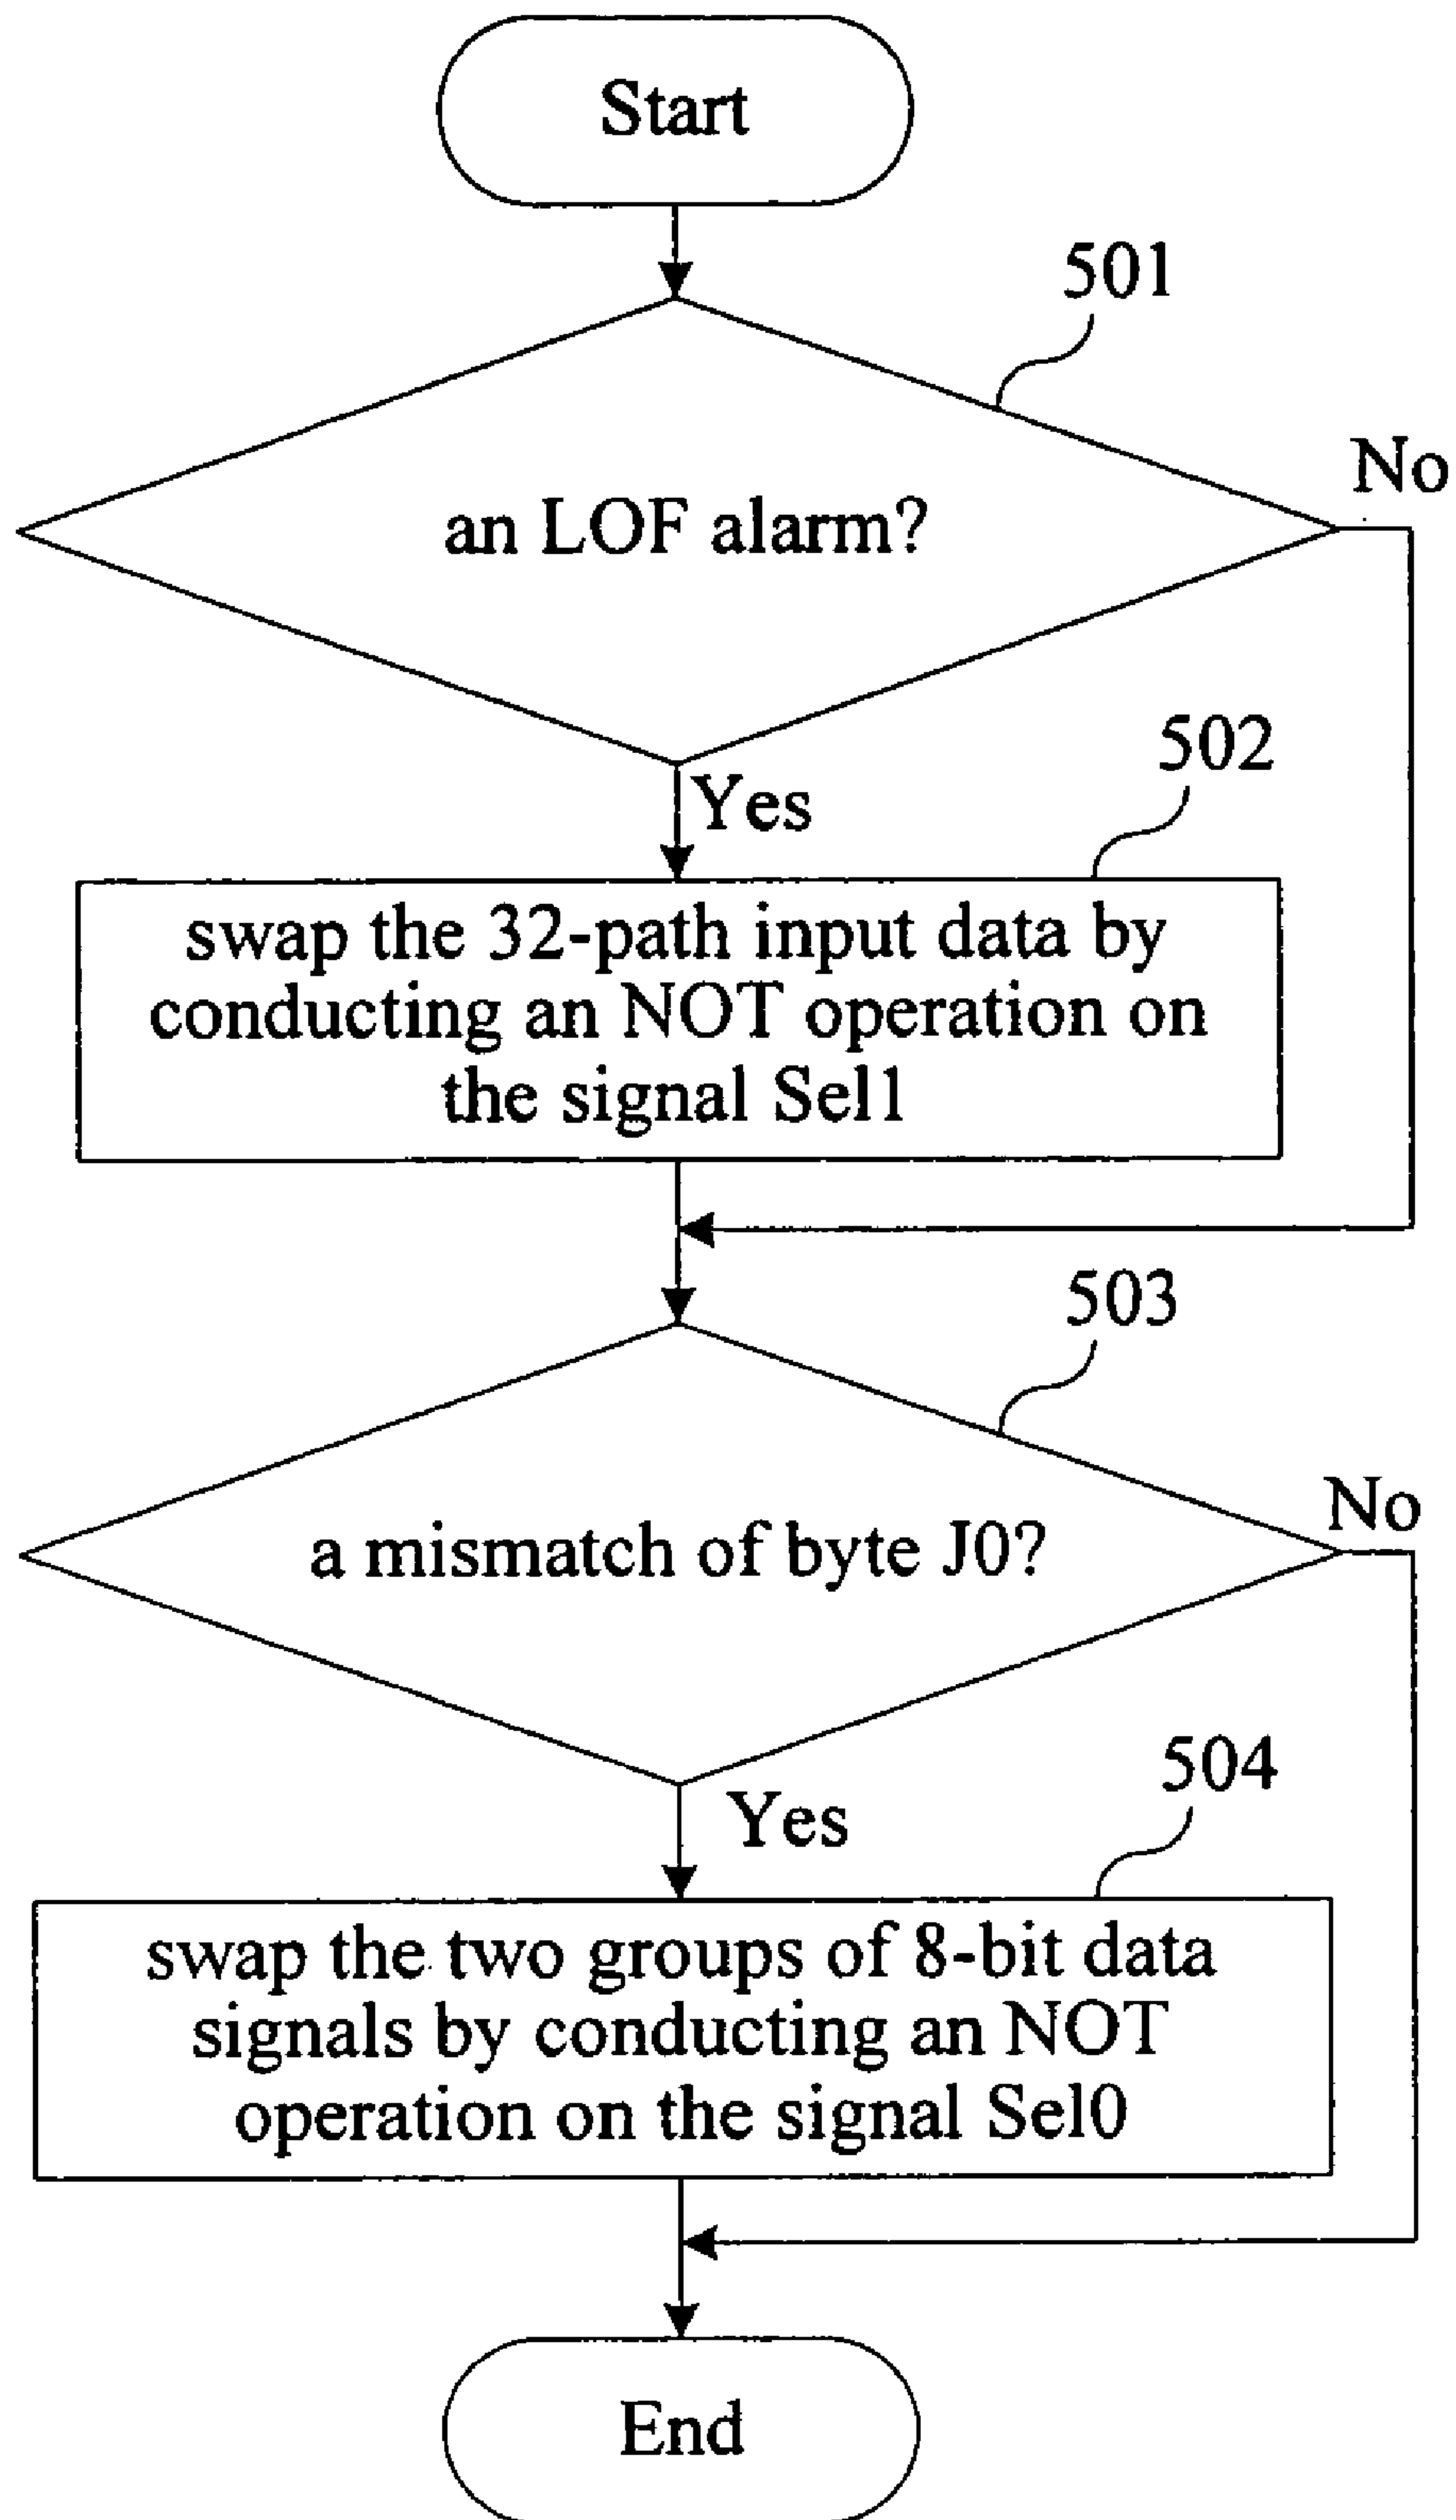 Start
501
an LOF alarm?
No
502
Yes
swap the 32-path input data by
conducting an NOT operation on
the signal Sel1
503
a mismatch of byte J0?
No
504
Yes
swap the two groups of 8-bit data
signals by conducting an NOT
operation on the signal Sel0
End